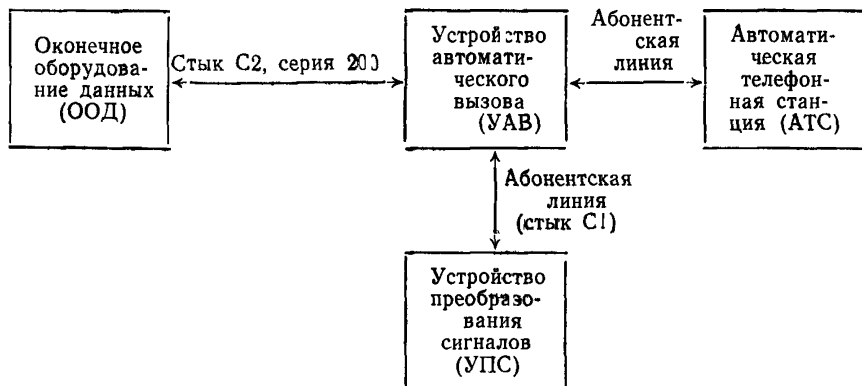 Оконечное
оборудова-
ние данных
(ООД)
Стык С2, серия 200
Устройство
автомати-
ческого
вызова
(УАВ)
Абонент-
ская
линия
Автомати-
ческая
телефон-
ная стан-
ция (АТС)
Абонентская
линия
(стык С1)
Устройство
преобразо-
вания
сигналов
(УПС)